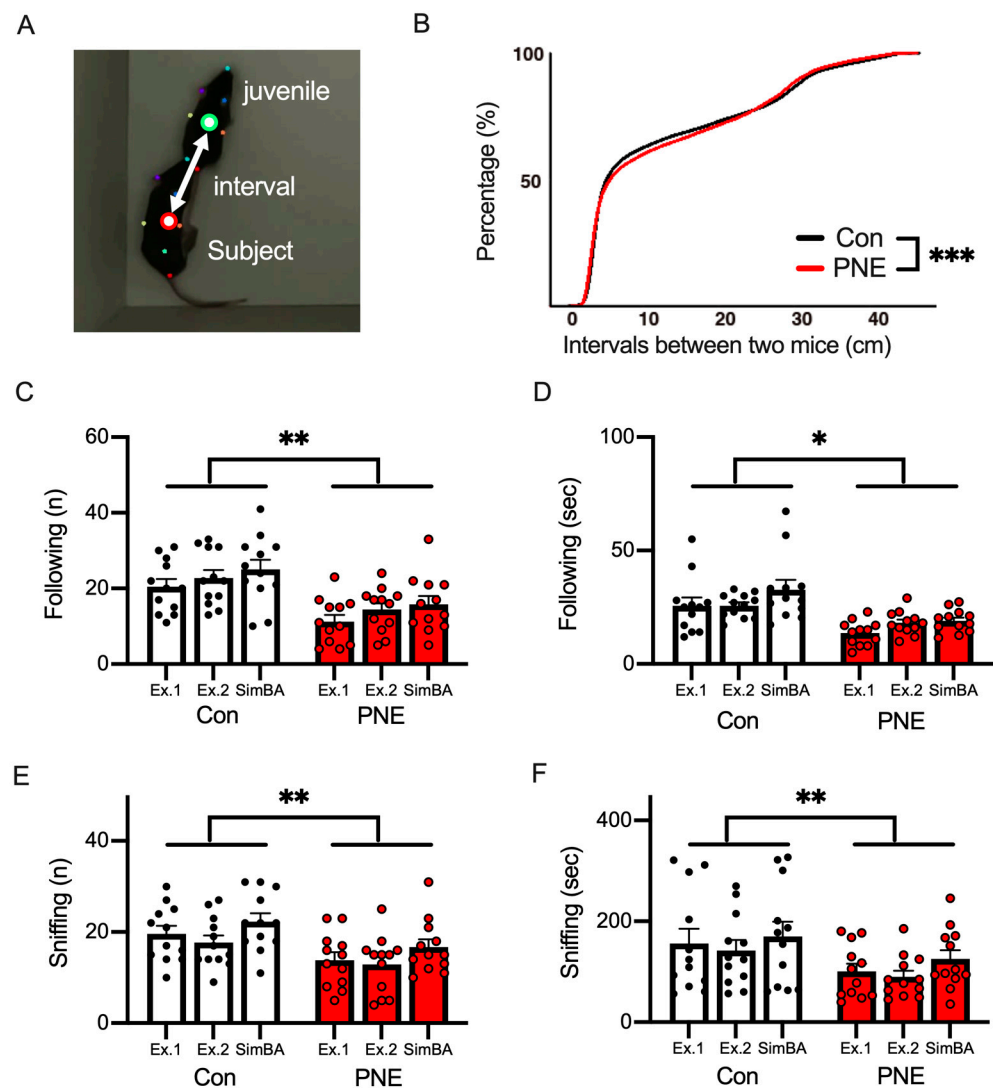 A
juvenile
interval
Subject
B
Percentage (%)
100
50
Con
PNE
***
0 10 20 30 40
Intervals between two mice (cm)
C
Following (n)
60
40
20
0
**
Ex.1 Ex.2 SimBA Ex.1 Ex.2 SimBA
Con PNE
D
Following (sec)
100
50
0
*
Ex.1 Ex.2 SimBA Ex.1 Ex.2 SimBA
Con PNE
E
Sniffing (n)
40
20
0
**
Ex.1 Ex.2 SimBA Ex.1 Ex.2 SimBA
Con PNE
F
Sniffing (sec)
400
200
0
**
Ex.1 Ex.2 SimBA Ex.1 Ex.2 SimBA
Con PNE